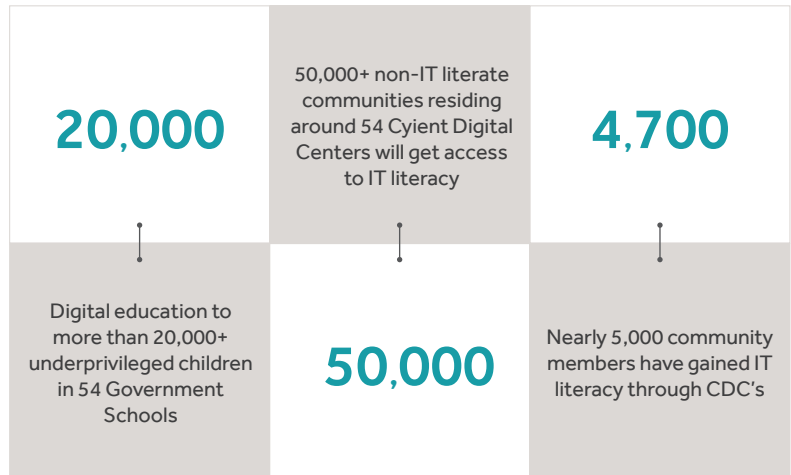 20,000
Digital education to
more than 20,000+
underprivileged children
in 54 Government
Schools
50,000+ non-IT literate
communities residing
around 54 Cyient Digital
Centers will get access
to IT literacy
50,000
4,700
Nearly 5,000 community
members have gained IT
literacy through CDC's